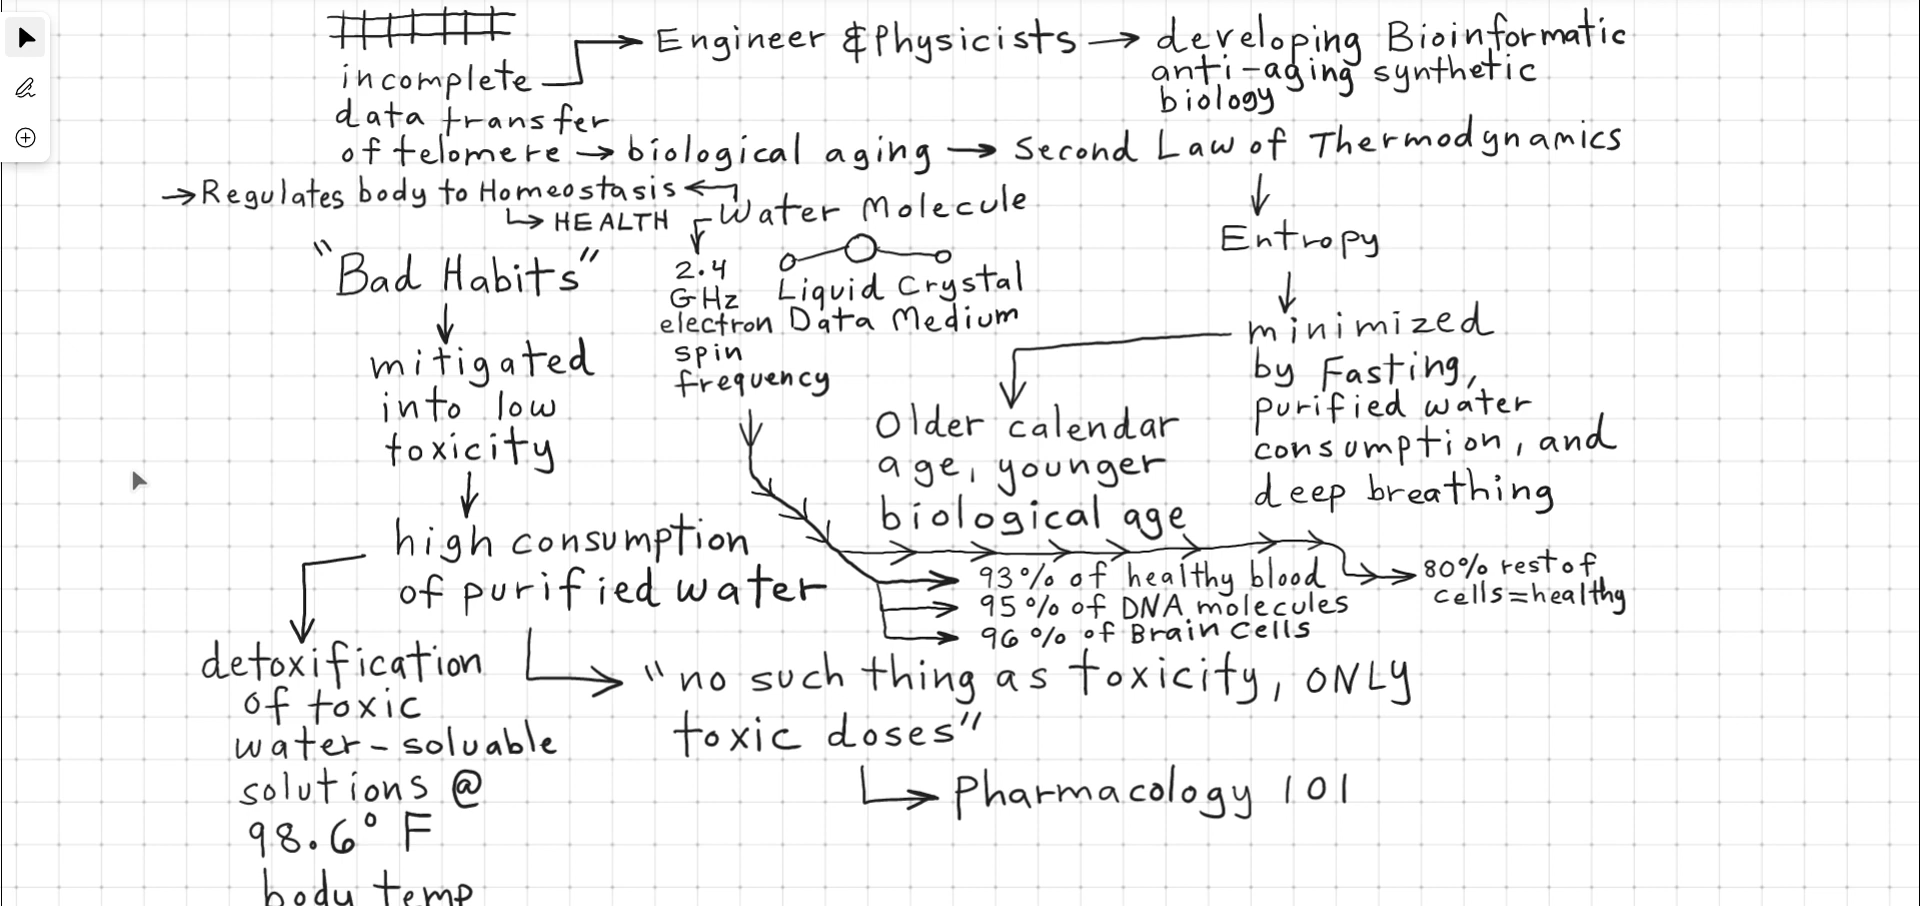 incomplete
data transfer
of telomere → biological aging → Second Law of Thermodynamics
Engineer & Physicists → developing Bioinformatic
anti-aging synthetic
biology
→ Regulates body to Homeostasis ←
↳ HEALTH
Water Molecule
2.4
GHz
electron
spin
frequency
Liquid Crystal
Data Medium
Entropy
minimized
by Fasting,
purified water
consumption, and
deep breathing
Older calendar
age, younger
biological age
"Bad Habits"
mitigated
into low
toxicity
high consumption
of purified water
93% of healthy blood
95% of DNA molecules
96% of Brain Cells
80% rest of
cells=healthy
detoxification
of toxic
water-soluable
solutions @
98.6° F
body temp
"no such thing as toxicity, ONLY
toxic doses"
↳ Pharmacology 101